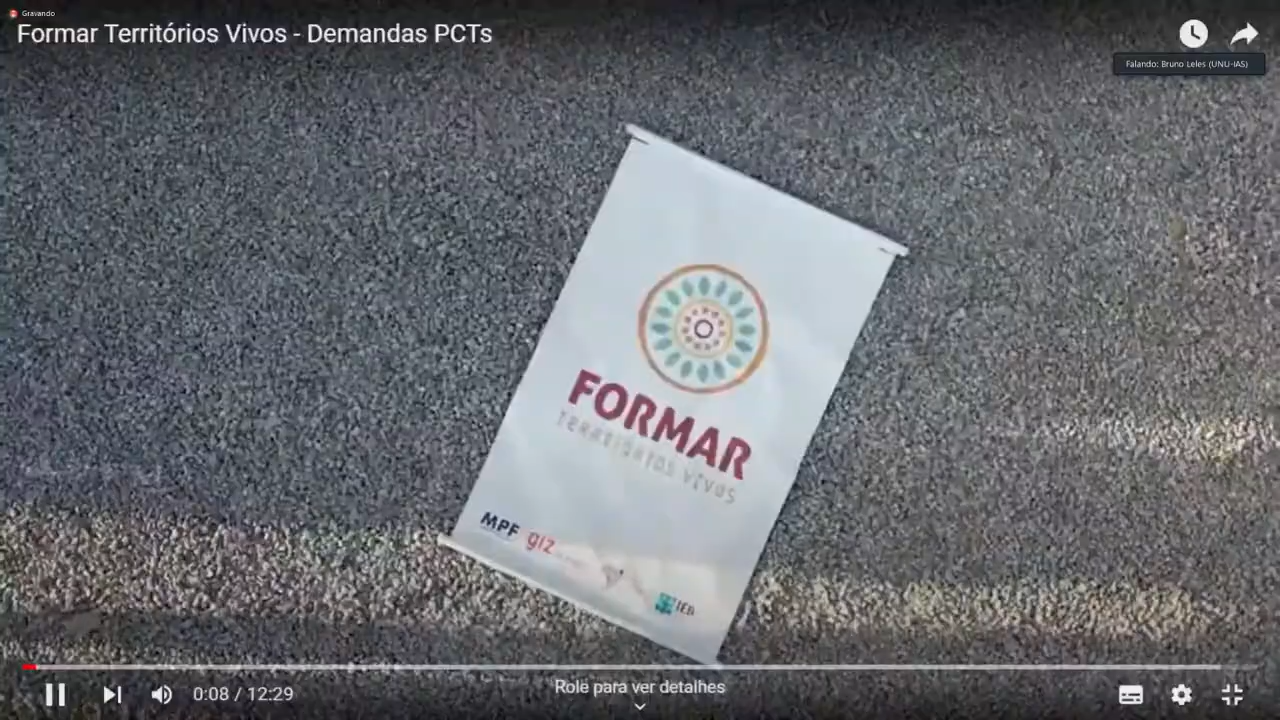 Gravando
Formar Territórios Vivos - Demandas PCTs
Falando: Bruno Leles (UNU-IAS)
FORMAR
TERRITÓRIOS VIVOS
MPF
giz
IEB
0:08 / 12:29
Role para ver detalhes